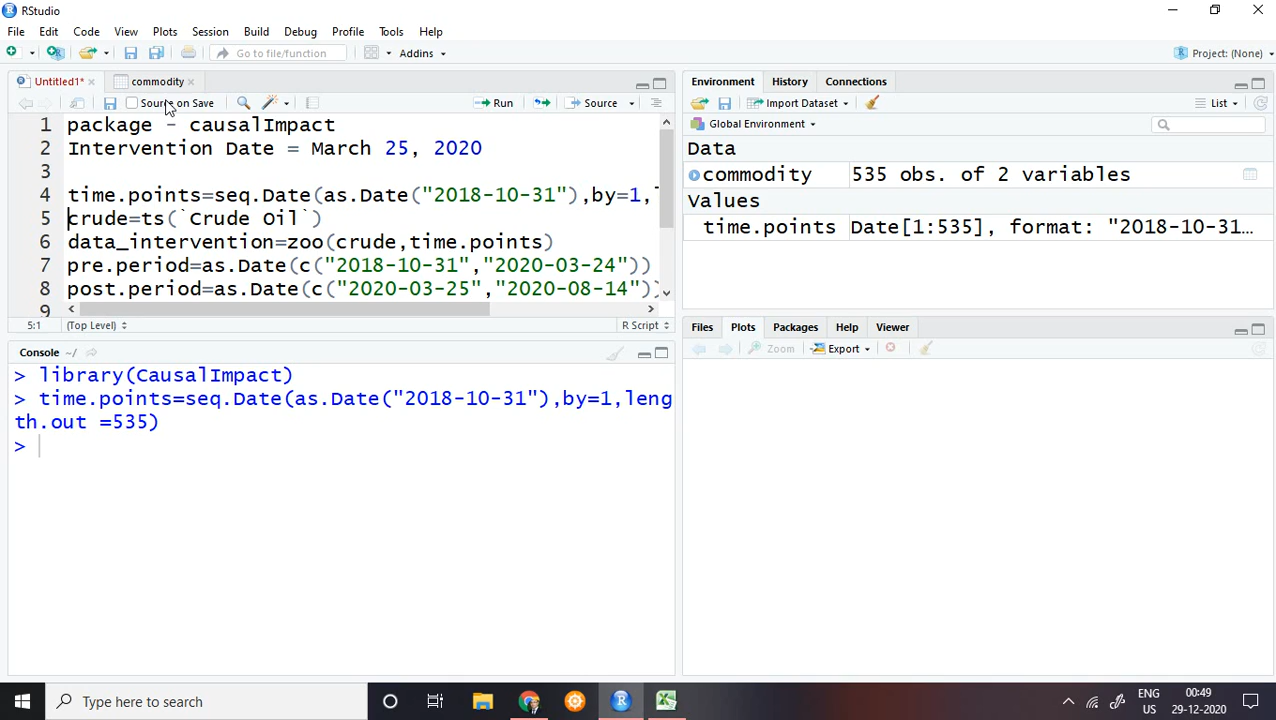 RStudio
File Edit Code View Plots Session Build Debug Profile Tools Help
Go to file/function
Addins
Project: (None)
Untitled1*
commodity
Source on Save
Run
Source
1 package - causalImpact
2 Intervention Date = March 25, 2020
3
4 time.points=seq.Date(as.Date("2018-10-31"),by=1,
5 crude=ts(`Crude Oil`)
6 data_intervention=zoo(crude,time.points)
7 pre.period=as.Date(c("2018-10-31","2020-03-24"))
8 post.period=as.Date(c("2020-03-25","2020-08-14"))
9
5:1 (Top Level) R Script
Console ~/
> library(CausalImpact)
> time.points=seq.Date(as.Date("2018-10-31"),by=1,leng
th.out =535)
>
Environment History Connections
Import Dataset List
Global Environment
Data
commodity 535 obs. of 2 variables
Values
time.points Date[1:535], format: "2018-10-31...
Files Plots Packages Help Viewer
Zoom Export
Type here to search
ENG
US
00:49
29-12-2020